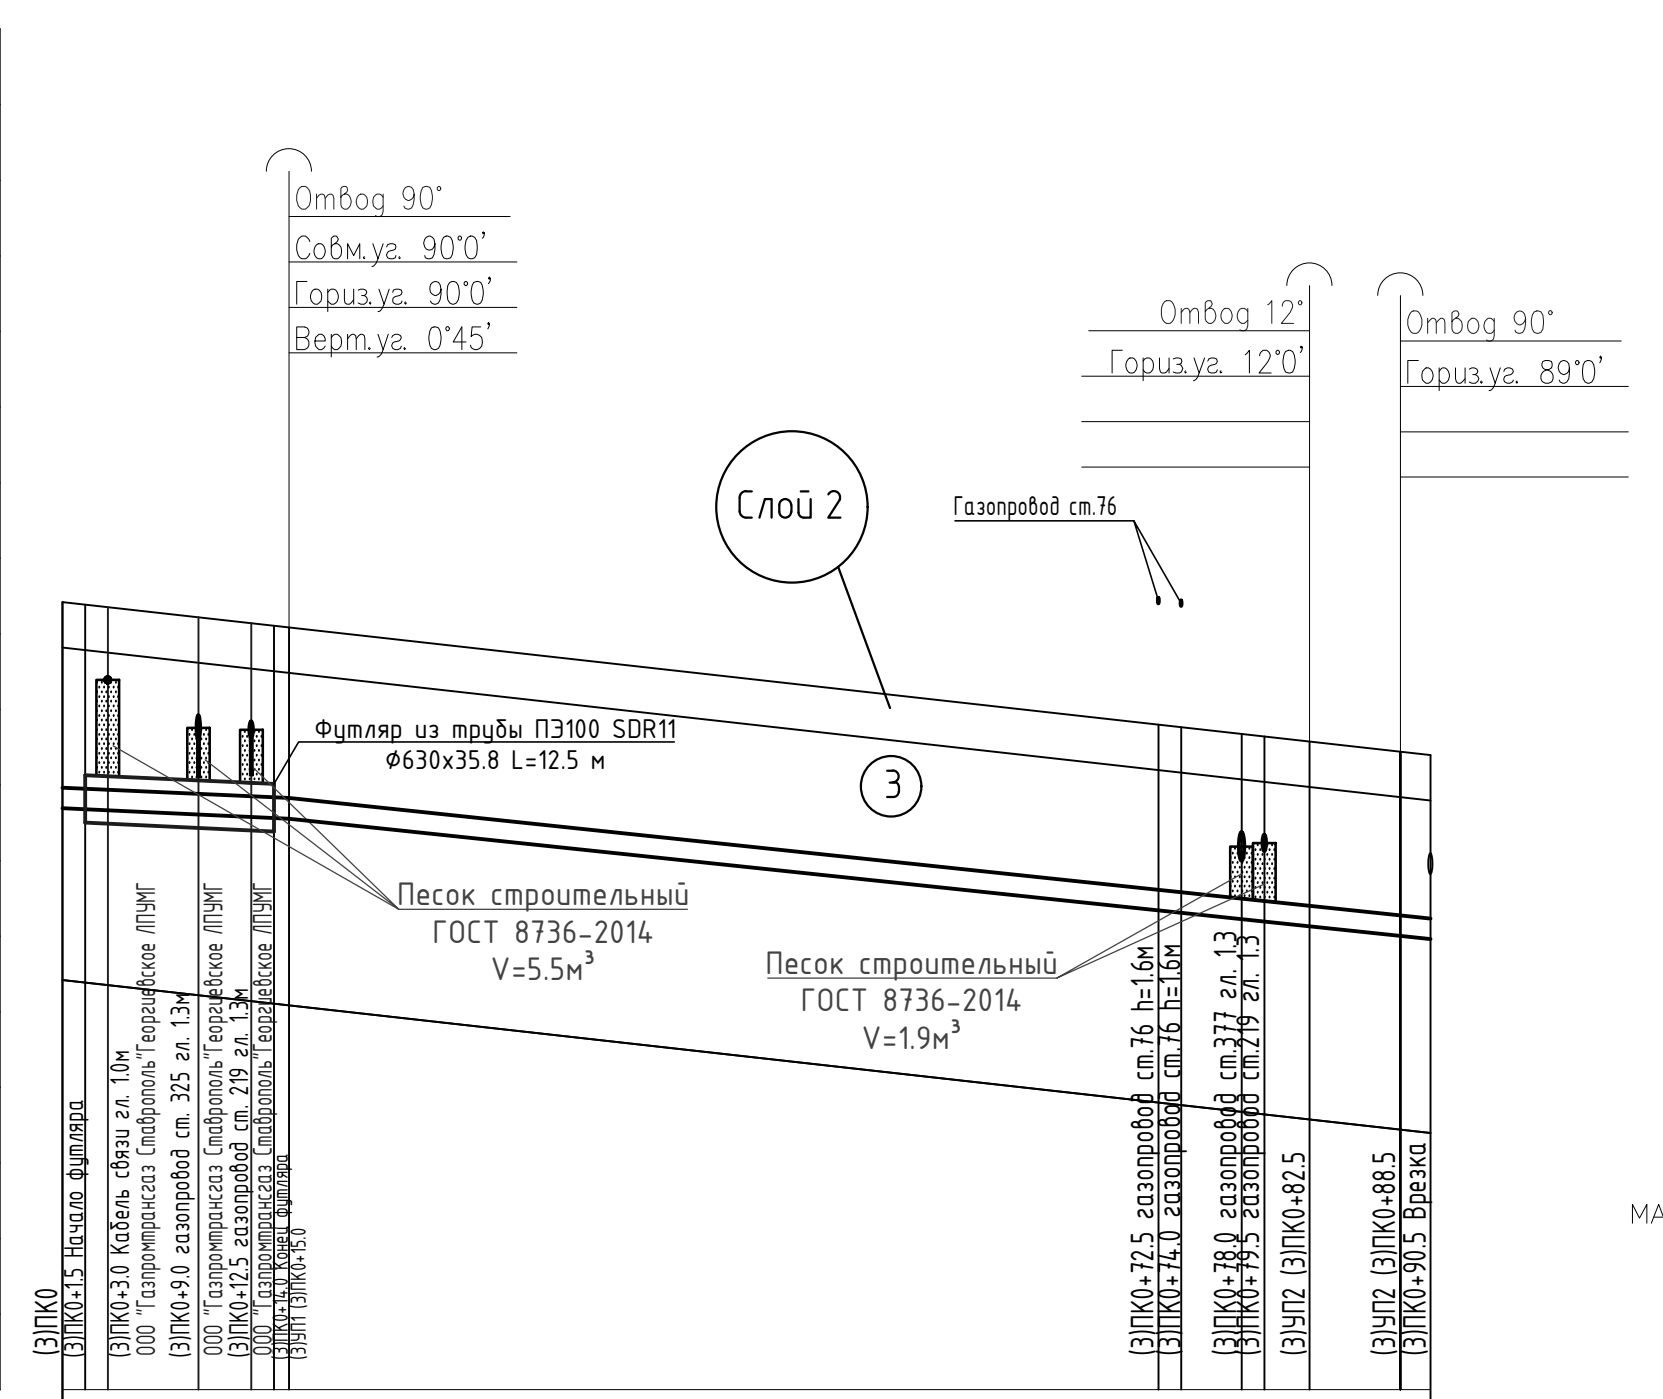 Отвод 90°
Совм.уг. 90°0’
Гориз.уг. 90°0’
Верт.уг. 0°45’
Отвод 12°
Гориз.уг. 12°0’
Отвод 90°
Гориз.уг. 89°0’
Слой 2
Газопровод ст.76
Футляр из трубы ПЭ100 SDR11
Ф630х35.8 L=12.5 м
3
Песок строительный
ГОСТ 8736-2014
V=5.5м³
Песок строительный
ГОСТ 8736-2014
V=1.9м³
(3)ПК0
(3)ПК0+1.5 Начало футляра
(3)ПК0+3.0 Кабель связи гл. 1.0м
ООО "Газпромтрансгаз Ставрополь"Георгиевское ЛПУМГ
(3)ПК0+9.0 газопровод ст. 325 гл. 1.3м
ООО "Газпромтрансгаз Ставрополь"Георгиевское ЛПУМГ
(3)ПК0+12.5 газопровод ст. 219 гл. 1.3м
ООО "Газпромтрансгаз Ставрополь"Георгиевское ЛПУМГ
(3)ПК0+14.0 Конец футляра
(3)УП1 (3)ПК0+15.0
(3)ПК0+72.5 газопровод ст.76 h=1.6м
(3)ПК0+74.0 газопровод ст.76 h=1.6м
(3)ПК0+78.0 газопровод ст.377 гл. 1.3
(3)ПК0+79.5 газопровод ст.219 гл. 1.3
(3)УП2 (3)ПК0+82.5
(3)УП2 (3)ПК0+88.5
(3)ПК0+90.5 Врезка